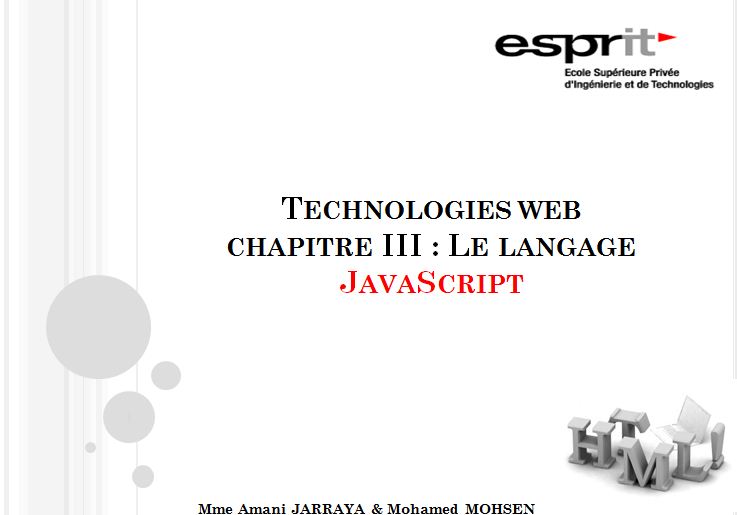 esprit
Ecole Supérieure Privée
d'Ingénierie et de Technologies
TECHNOLOGIES WEB
CHAPITRE III : LE LANGAGE
JAVASCRIPT
HTML!
Mme Amani JARRAYA & Mohamed MOHSEN